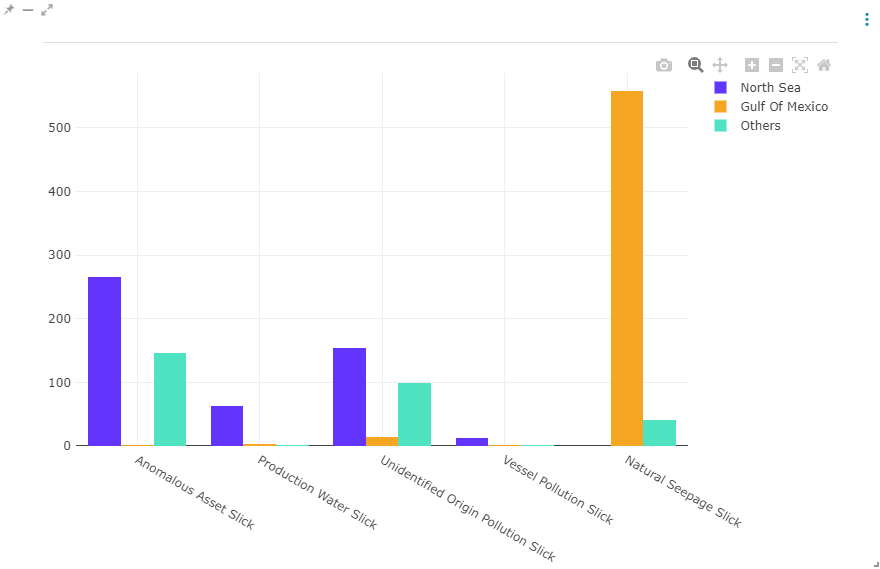 North Sea
Gulf Of Mexico
Others
500
400
300
200
100
0
Anomalous Asset Slick
Production Water Slick
Unidentified Origin Pollution Slick
Vessel Pollution Slick
Natural Seepage Slick